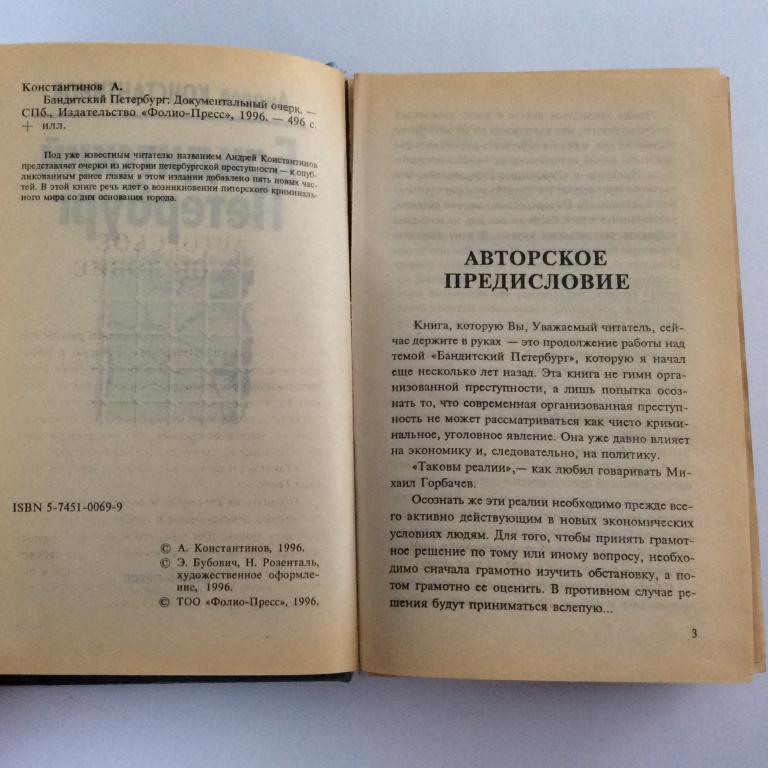 Константинов А.
Бандитский Петербург: Документальный очерк. —
СПб., Издательство «Фолио-Пресс», 1996. — 496 с.
+ илл.
Под уже известным читателю названием Андрей Константинов
представляет очерки из истории петербургской преступности — к опуб-
ликованным ранее главам в этом издании добавлено пять новых час-
тей. В этой книге речь идет о возникновении питерского криминаль-
ного мира со дня основания города.
ISBN 5-7451-0069-9
© А. Константинов, 1996.
© Э. Бубович, Н. Розенталь,
художественное оформле-
ние, 1996.
© ТОО «Фолио-Пресс», 1996.
АВТОРСКОЕ
ПРЕДИСЛОВИЕ
Книга, которую Вы, Уважаемый читатель, сей-
час держите в руках — это продолжение работы над
темой «Бандитский Петербург», которую я начал
еще несколько лет назад. Эта книга не гимн орга-
низованной преступности, а лишь попытка осоз-
нать то, что современная организованная преступ-
ность не может рассматриваться как чисто крими-
нальное, уголовное явление. Она уже давно влияет
на экономику и, следовательно, на политику.
«Таковы реалии»,— как любил говаривать Ми-
хаил Горбачев.
Осознать же эти реалии необходимо прежде все-
го активно действующим в новых экономических
условиях людям. Для того, чтобы принять грамот-
ное решение по тому или иному вопросу, необхо-
димо сначала грамотно изучить обстановку, а по-
том грамотно ее оценить. В противном случае ре-
шения будут приниматься вслепую...
3